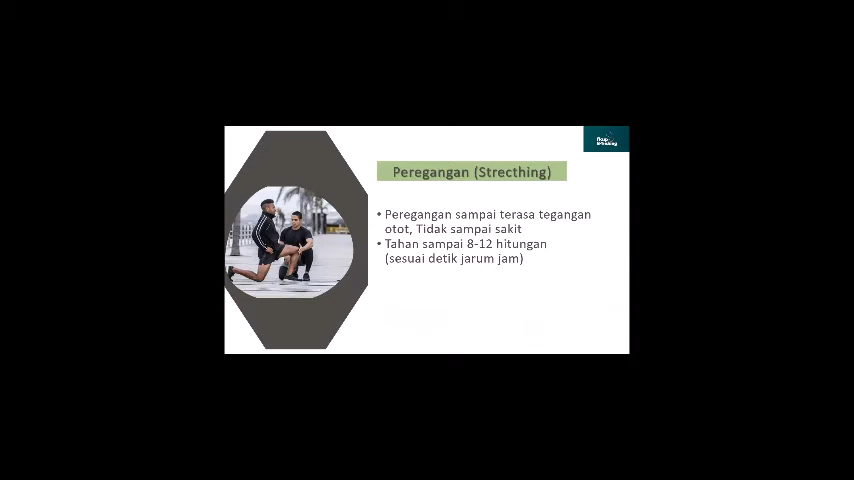 Peregangan (Strecthing)
• Peregangan sampai terasa tegangan
otot, Tidak sampai sakit
• Tahan sampai 8-12 hitungan
(sesuai detik jarum jam)